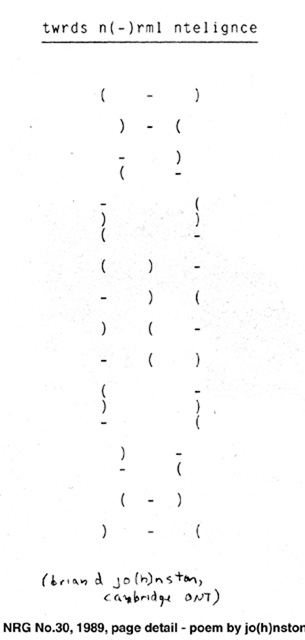 twrds n(-)rml ntelignce
( - )
) - (
- )
( -
- (
) )
( -
( ) -
- ) (
) ( -
- ( )
( -
) )
- (
) -
- (
( - )
) - (
(brian d jo(h)nston,
cambridge ONT)
NRG No.30, 1989, page detail - poem by jo(h)nston